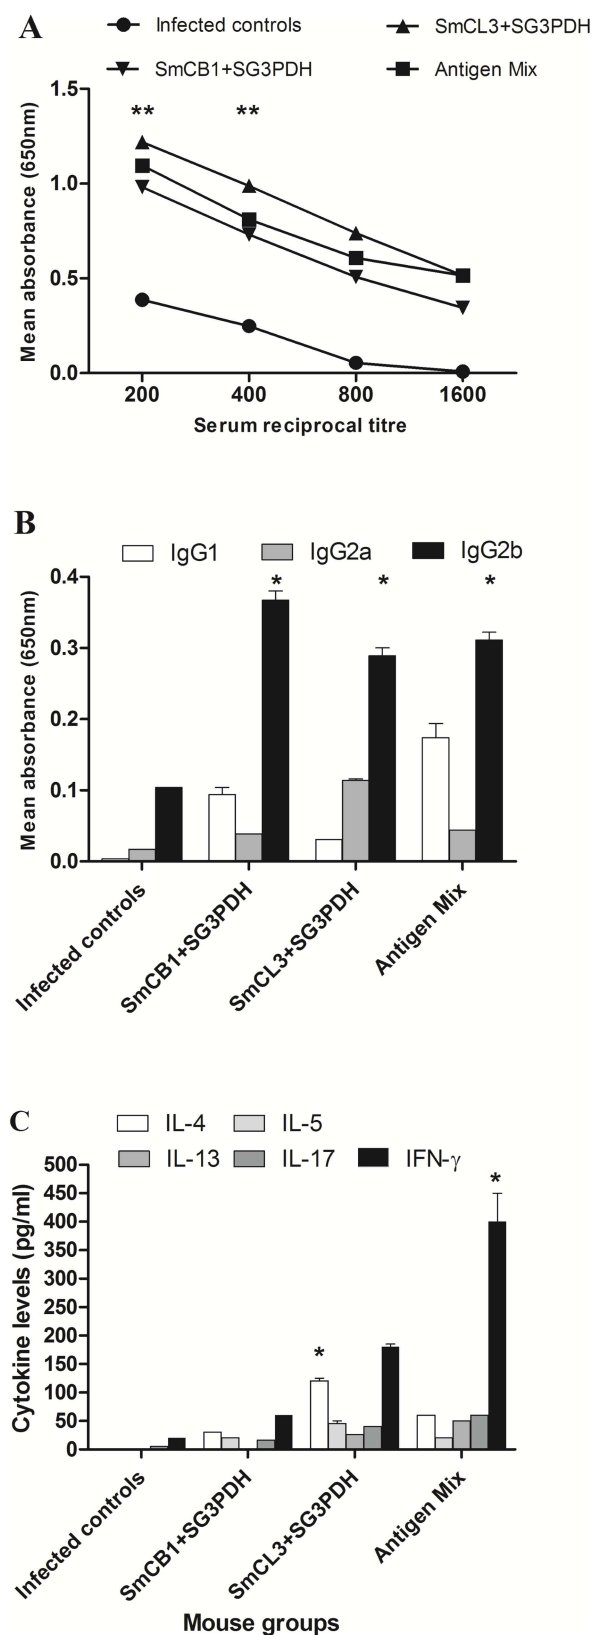 A
Infected controls
SmCL3+SG3PDH
SmCB1+SG3PDH
Antigen Mix
1.5
1.0
0.5
0.0
Mean absorbance (650nm)
** **
200 400 800 1600
Serum reciprocal titre
B
IgG1 IgG2a IgG2b
0.4
0.3
0.2
0.1
0.0
Mean absorbance (650nm)
* * *
Infected controls
SmCB1+SG3PDH
SmCL3+SG3PDH
Antigen Mix
C
IL-4 IL-5
IL-13 IL-17 IFN-γ
500
450
400
350
300
250
200
150
100
50
0
Cytokine levels (pg/ml)
*
*
Infected controls
SmCB1+SG3PDH
SmCL3+SG3PDH
Antigen Mix
Mouse groups